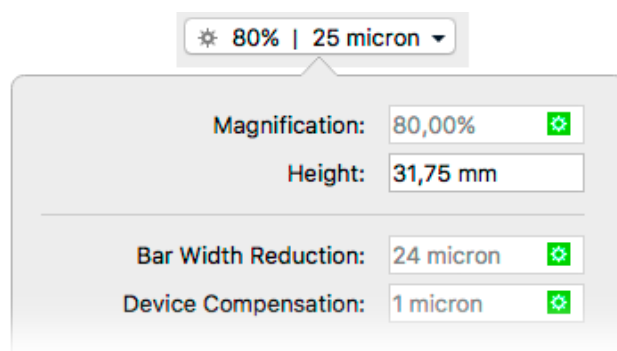 80% | 25 micron
Magnification: 80,00%
Height: 31,75 mm
Bar Width Reduction: 24 micron
Device Compensation: 1 micron